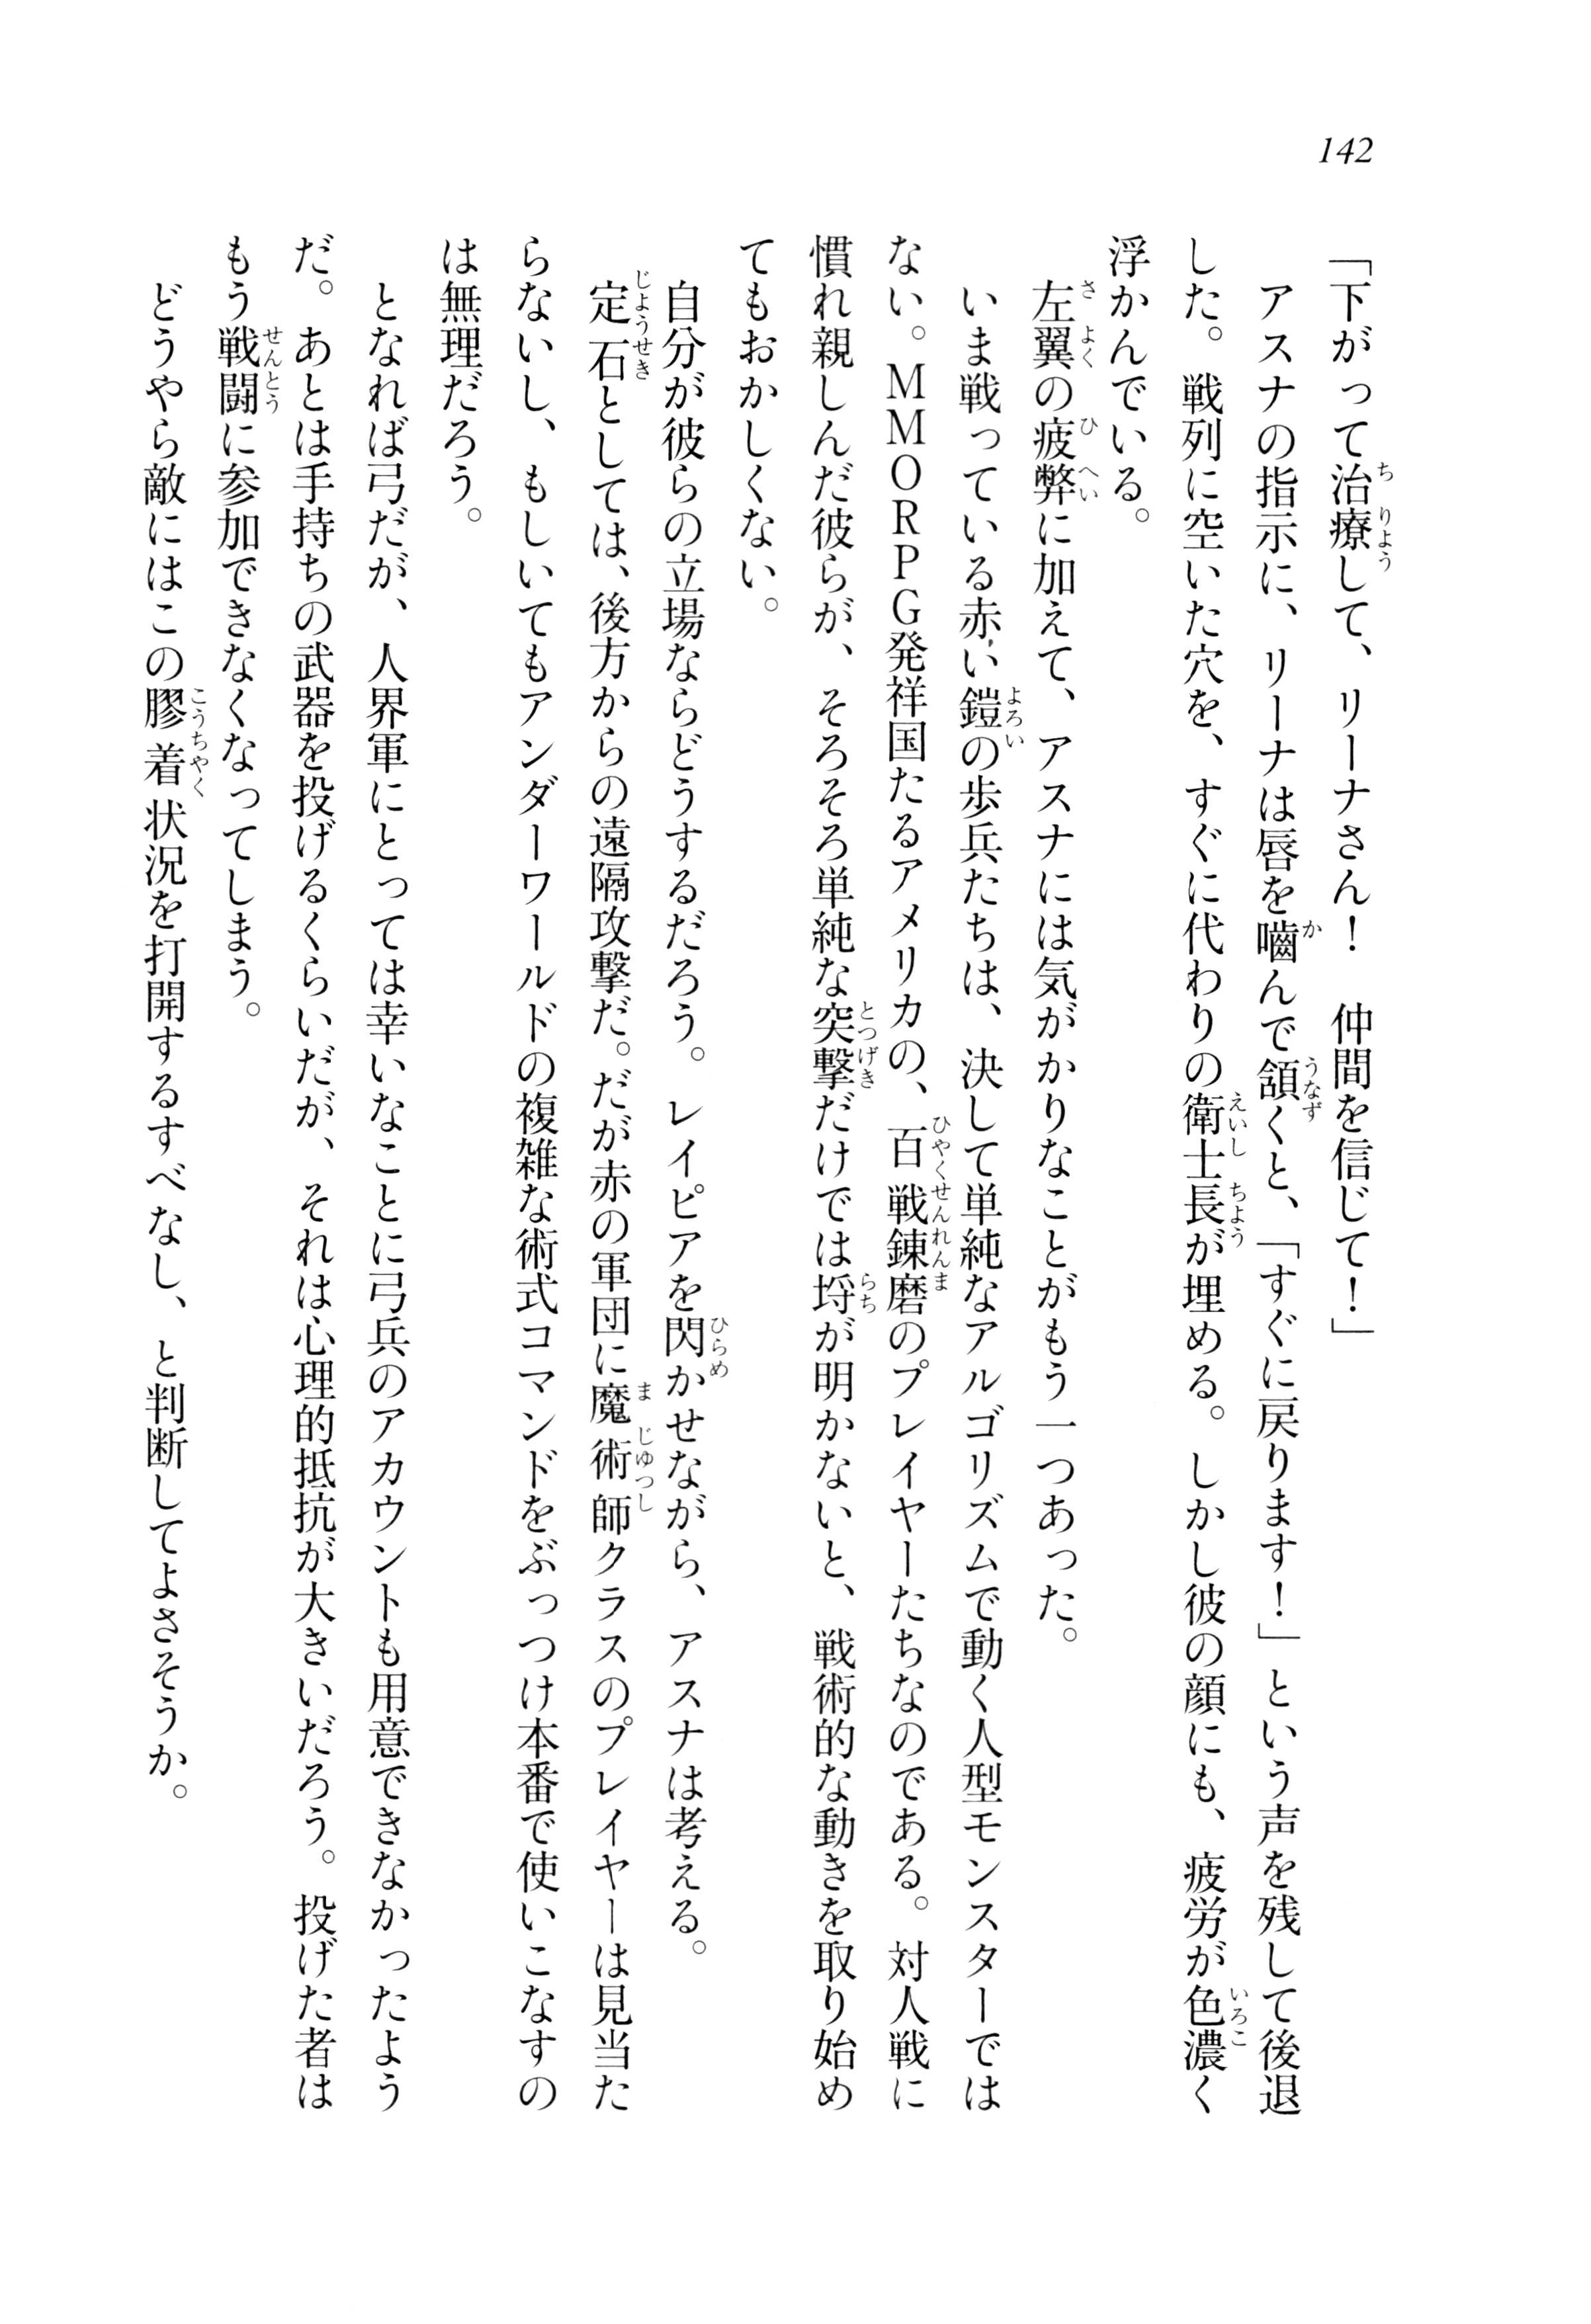 142
「下がって治療して、リーナさん！　仲間を信じて！」
　アスナの指示に、リーナは唇を嚙んで頷くと、「すぐに戻ります！」という声を残して後退
した。戦列に空いた穴を、すぐに代わりの衛士長が埋める。しかし彼の顔にも、疲労が色濃く
浮かんでいる。
　左翼の疲弊に加えて、アスナには気がかりなことがもう一つあった。
　いま戦っている赤い鎧の歩兵たちは、決して単純なアルゴリズムで動く人型モンスターでは
ない。ＭＭＯＲＰＧ発祥国たるアメリカの、百戦錬磨のプレイヤーたちなのである。対人戦に
慣れ親しんだ彼らが、そろそろ単純な突撃だけでは埒が明かないと、戦術的な動きを取り始め
てもおかしくない。
　自分が彼らの立場ならどうするだろう。レイピアを閃かせながら、アスナは考える。
　定石としては、後方からの遠隔攻撃だ。だが赤の軍団に魔術師クラスのプレイヤーは見当た
らないし、もしいてもアンダーワールドの複雑な術式コマンドをぶっつけ本番で使いこなすの
は無理だろう。
　となれば弓だが、人界軍にとっては幸いなことに弓兵のアカウントも用意できなかったよう
だ。あとは手持ちの武器を投げるくらいだが、それは心理的抵抗が大きいだろう。投げた者は
もう戦闘に参加できなくなってしまう。
　どうやら敵にはこの膠着状況を打開するすべなし、と判断してよさそうか。